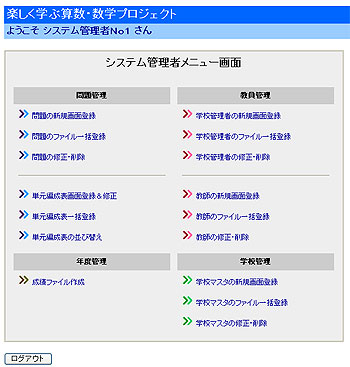 楽しく学ぶ算数・数学プロジェクト
ようこそ システム管理者No1 さん
システム管理者メニュー画面
問題管理
問題の新規画面登録
問題のファイル一括登録
問題の修正・削除
単元編成表画面登録＆修正
単元編成表一括登録
単元編成表の並び替え
教員管理
学校管理者の新規画面登録
学校管理者のファイル一括登録
学校管理者の修正・削除
教師の新規画面登録
教師のファイル一括登録
教師の修正・削除
年度管理
成績ファイル作成
学校管理
学校マスタの新規画面登録
学校マスタのファイル一括登録
学校マスタの修正・削除
ログアウト